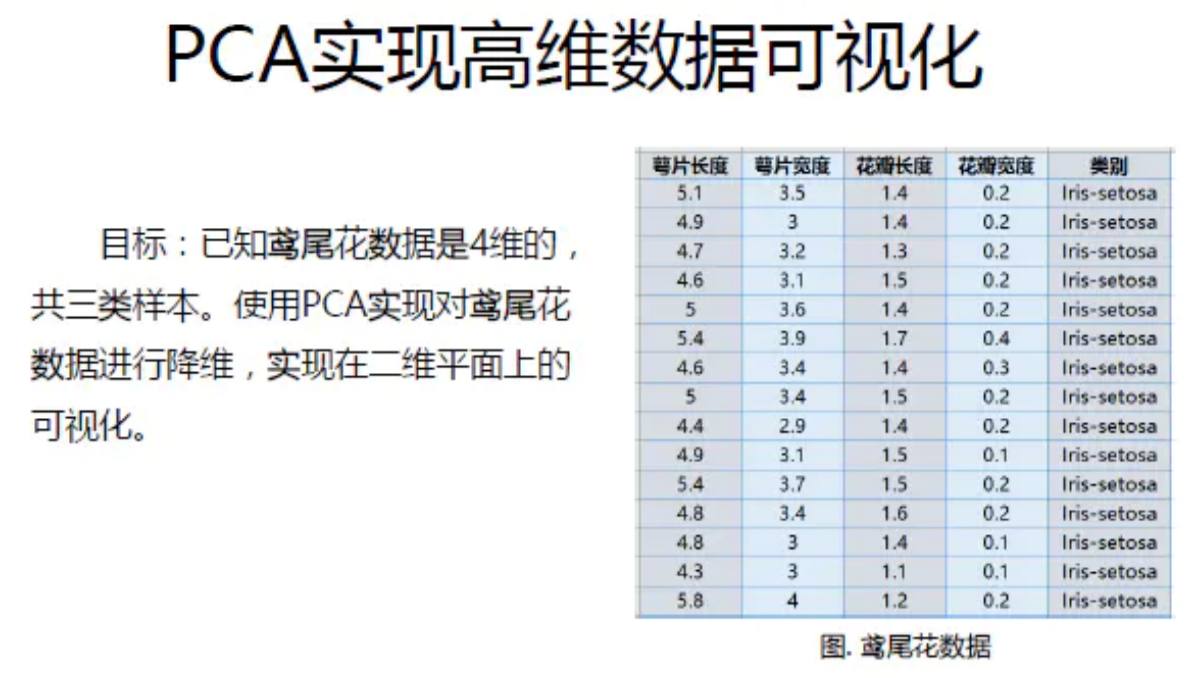 PCA实现高维数据可视化
目标：已知鸢尾花数据是4维的，
共三类样本。使用PCA实现对鸢尾花
数据进行降维，实现在二维平面上的
可视化。
萼片长度 萼片宽度 花瓣长度 花瓣宽度 类别
5.1 3.5 1.4 0.2 Iris-setosa
4.9 3 1.4 0.2 Iris-setosa
4.7 3.2 1.3 0.2 Iris-setosa
4.6 3.1 1.5 0.2 Iris-setosa
5 3.6 1.4 0.2 Iris-setosa
5.4 3.9 1.7 0.4 Iris-setosa
4.6 3.4 1.4 0.3 Iris-setosa
5 3.4 1.5 0.2 Iris-setosa
4.4 2.9 1.4 0.2 Iris-setosa
4.9 3.1 1.5 0.1 Iris-setosa
5.4 3.7 1.5 0.2 Iris-setosa
4.8 3.4 1.6 0.2 Iris-setosa
4.8 3 1.4 0.1 Iris-setosa
4.3 3 1.1 0.1 Iris-setosa
5.8 4 1.2 0.2 Iris-setosa
图. 鸢尾花数据